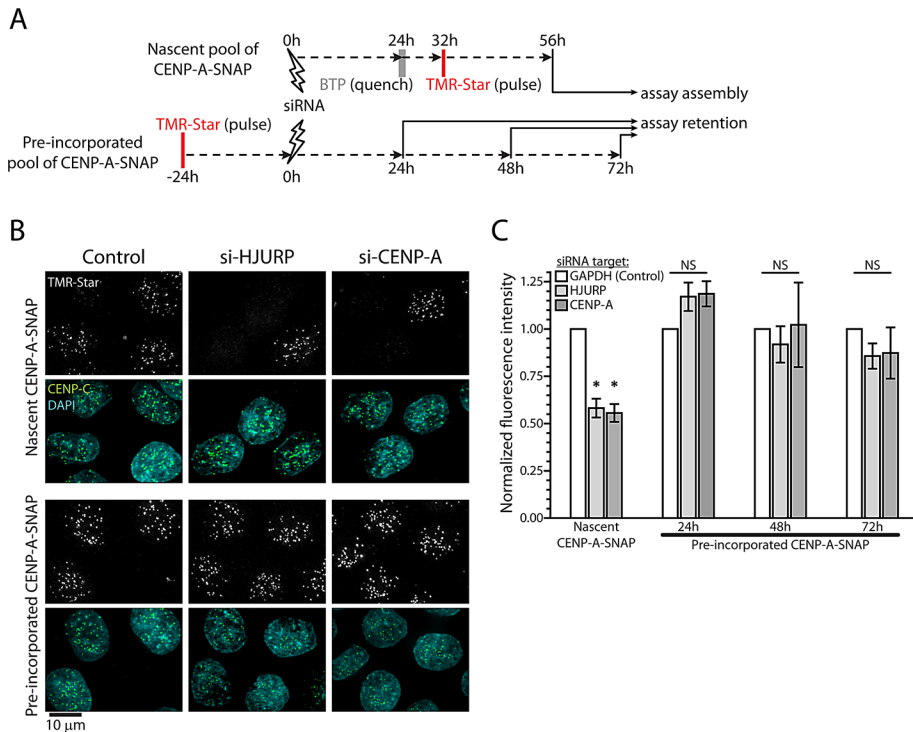 A
Nascent pool of
CENP-A-SNAP
0h
24h
32h
56h
BTP (quench)
TMR-Star (pulse)
assay assembly
siRNA
TMR-Star (pulse)
assay retention
Pre-incorporated
pool of CENP-A-SNAP
-24h
0h
24h
48h
72h
B
Control
si-HJURP
si-CENP-A
Nascent CENP-A-SNAP
TMR-Star
CENP-C
DAPI
Pre-incorporated CENP-A-SNAP
10 µm
C
siRNA target:
GAPDH (Control)
HJURP
CENP-A
NS
NS
NS
Normalized fluorescence intensity
1.25
1.00
0.75
0.50
0.25
0
* *
Nascent
CENP-A-SNAP
24h
48h
72h
Pre-incorporated CENP-A-SNAP